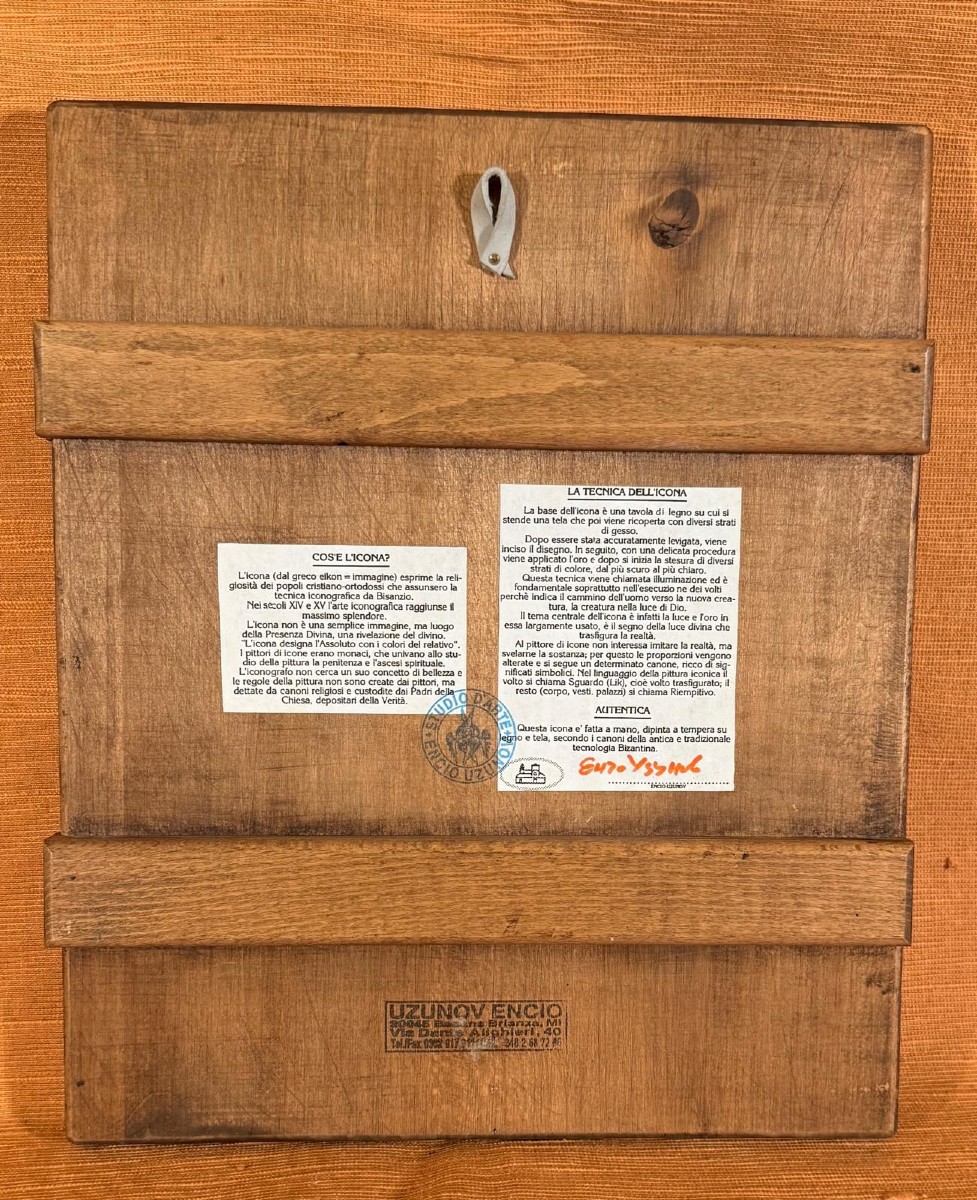 COS'E L'ICONA?
L'icona (dal greco eikon = immagine) esprime la reli-
giosità dei popoli cristiano-ortodossi che assunsero la
tecnica iconografica da Bisanzio.
Nei secoli XIV e XV l'arte iconografica raggiunse il
massimo splendore.
L'icona non è una semplice immagine, ma luogo
della Presenza Divina, una rivelazione del divino.
"L'icona designa l'Assoluto con i colori del relativo".
I pittori di icone erano monaci, che univano allo stu-
dio della pittura la penitenza e l'ascesi spirituale.
L'iconografo non cerca un suo concetto di bellezza e
le regole della pittura non sono create dai pittori, ma
dettate da canoni religiosi e custodite dai Padri della
Chiesa, depositari della Verità.
LA TECNICA DELL'ICONA
La base dell'icona è una tavola di legno su cui si
stende una tela che poi viene ricoperta con diversi strati
di gesso.
Dopo essere stata accuratamente levigata, viene
inciso il disegno. In seguito, con una delicata procedura
viene applicato l'oro e dopo si inizia la stesura di diversi
strati di colore, dal più scuro al più chiaro.
Questa tecnica viene chiamata illuminazione ed è
fondamentale soprattutto nell'esecuzio ne dei volti
perchè indica il cammino dell'uomo verso la nuova crea-
tura, la creatura nella luce di Dio.
Il tema centrale dell'icona è infatti la luce e l'oro in
essa largamente usato, è il segno della luce divina che
trasfigura la realtà.
Al pittore di icone non interessa imitare la realtà, ma
svelarne la sostanza; per questo le proporzioni vengono
alterate e si segue un determinato canone, ricco di sig-
nificati simbolici. Nel linguaggio della pittura iconica il
volto si chiama Sguardo (Lik), cioè volto trasfigurato; il
resto (corpo, vesti, palazzi) si chiama Riempitivo.
AUTENTICA
Questa icona e' fatta a mano, dipinta a tempera su
legno e tela, secondo i canoni della antica e tradizionale
tecnologia Bizantina.
ENCIO UZUNOV
STUDIO D'ARTE
ENCIO UZUNOV
UZUNOV ENCIO
Brianza, MI
Via Dante Alighieri, 40
Tel./Fax